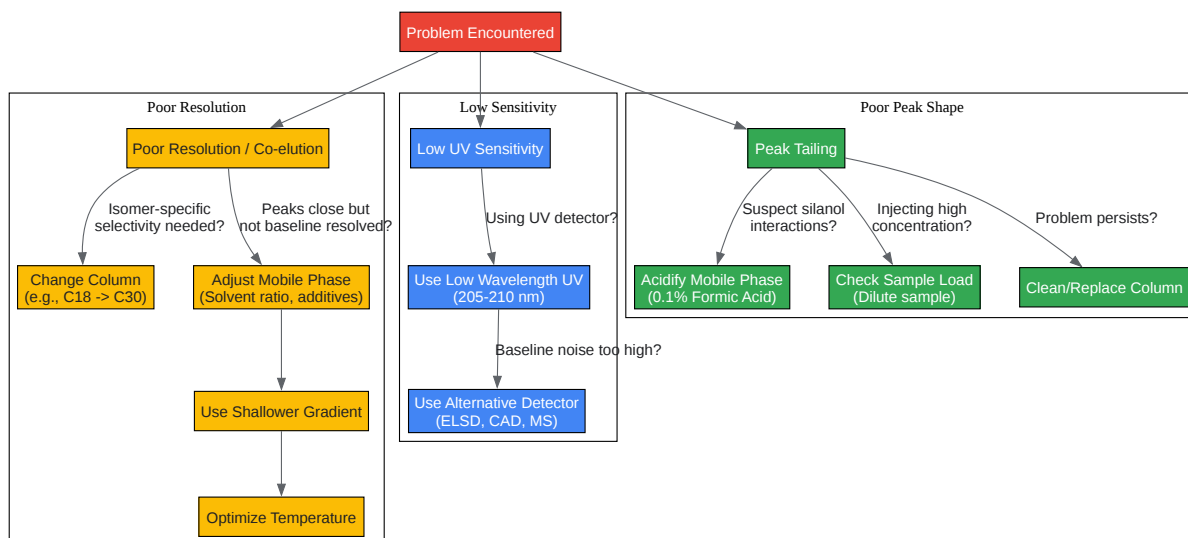 Problem Encountered
Poor Resolution
Poor Resolution / Co-elution
Isomer-specific
selectivity needed?
Peaks close but
not baseline resolved?
Change Column
(e.g., C18 -> C30)
Adjust Mobile Phase
(Solvent ratio, additives)
Use Shallower Gradient
Optimize Temperature
Low Sensitivity
Low UV Sensitivity
Using UV detector?
Use Low Wavelength UV
(205-210 nm)
Baseline noise too high?
Use Alternative Detector
(ELSD, CAD, MS)
Poor Peak Shape
Peak Tailing
Suspect silanol
interactions?
Injecting high
concentration?
Problem persists?
Acidify Mobile Phase
(0.1% Formic Acid)
Check Sample Load
(Dilute sample)
Clean/Replace Column